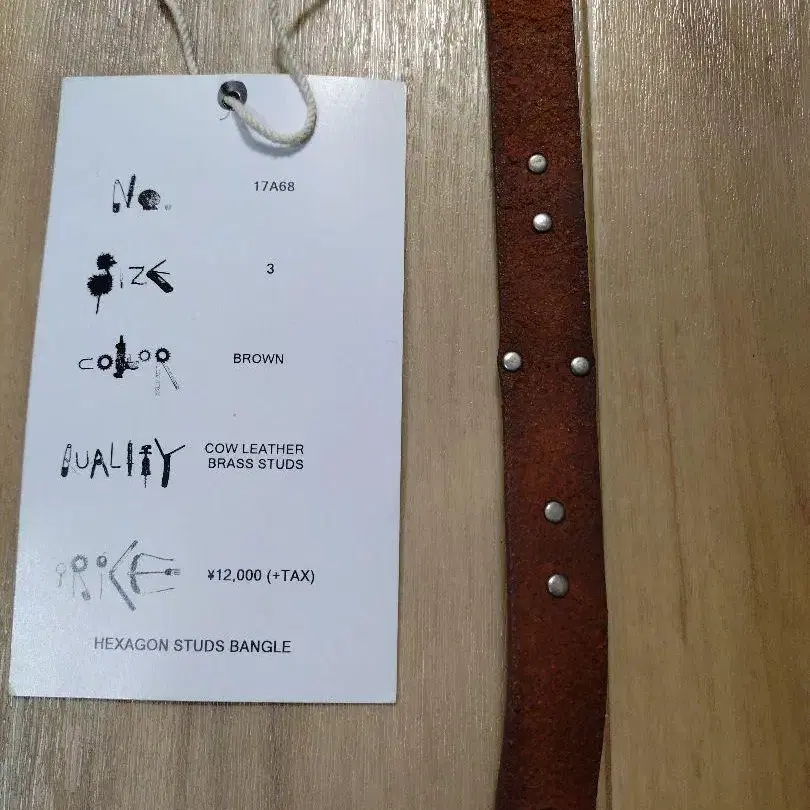 No. 17A68
SIZE 3
COLOR BROWN
QUALITY COW LEATHER
BRASS STUDS
PRICE ¥12,000 (+TAX)
HEXAGON STUDS BANGLE